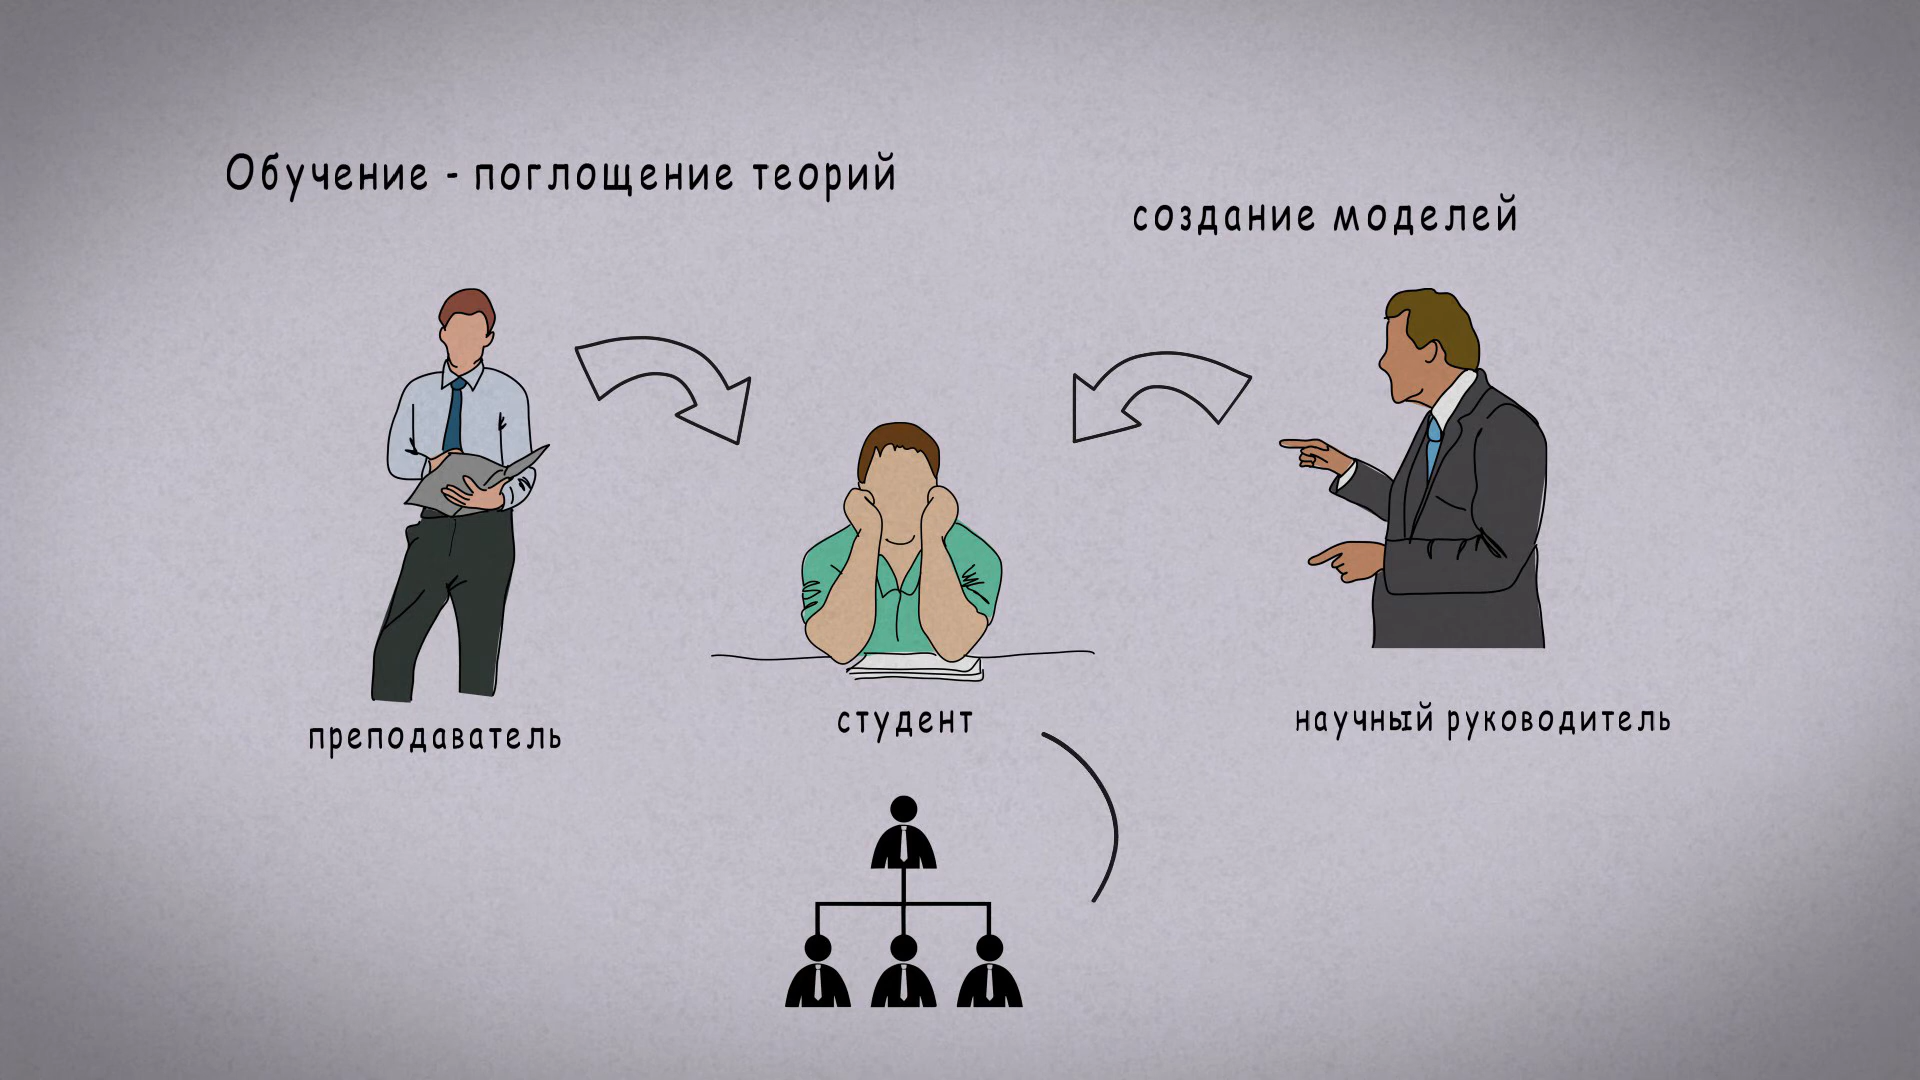 Обучение - поглощение теорий
создание моделей
преподаватель
студент
научный руководитель